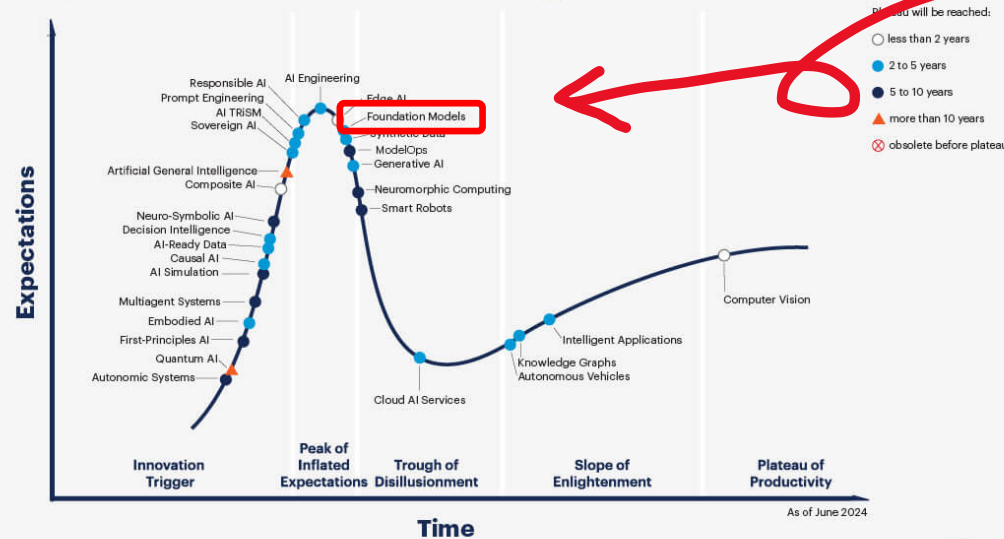 Plateau will be reached:
less than 2 years
2 to 5 years
5 to 10 years
more than 10 years
obsolete before plateau
Expectations
AI Engineering
Responsible AI
Prompt Engineering
AI TRiSM
Sovereign AI
Artificial General Intelligence
Composite AI
Neuro-Symbolic AI
Decision Intelligence
AI-Ready Data
Causal AI
AI Simulation
Multiagent Systems
Embodied AI
First-Principles AI
Quantum AI
Autonomic Systems
Edge AI
Foundation Models
Synthetic Data
ModelOps
Generative AI
Neuromorphic Computing
Smart Robots
Cloud AI Services
Autonomous Vehicles
Knowledge Graphs
Intelligent Applications
Computer Vision
Innovation
Trigger
Peak of
Inflated
Expectations
Trough of
Disillusionment
Slope of
Enlightenment
Plateau of
Productivity
As of June 2024
Time